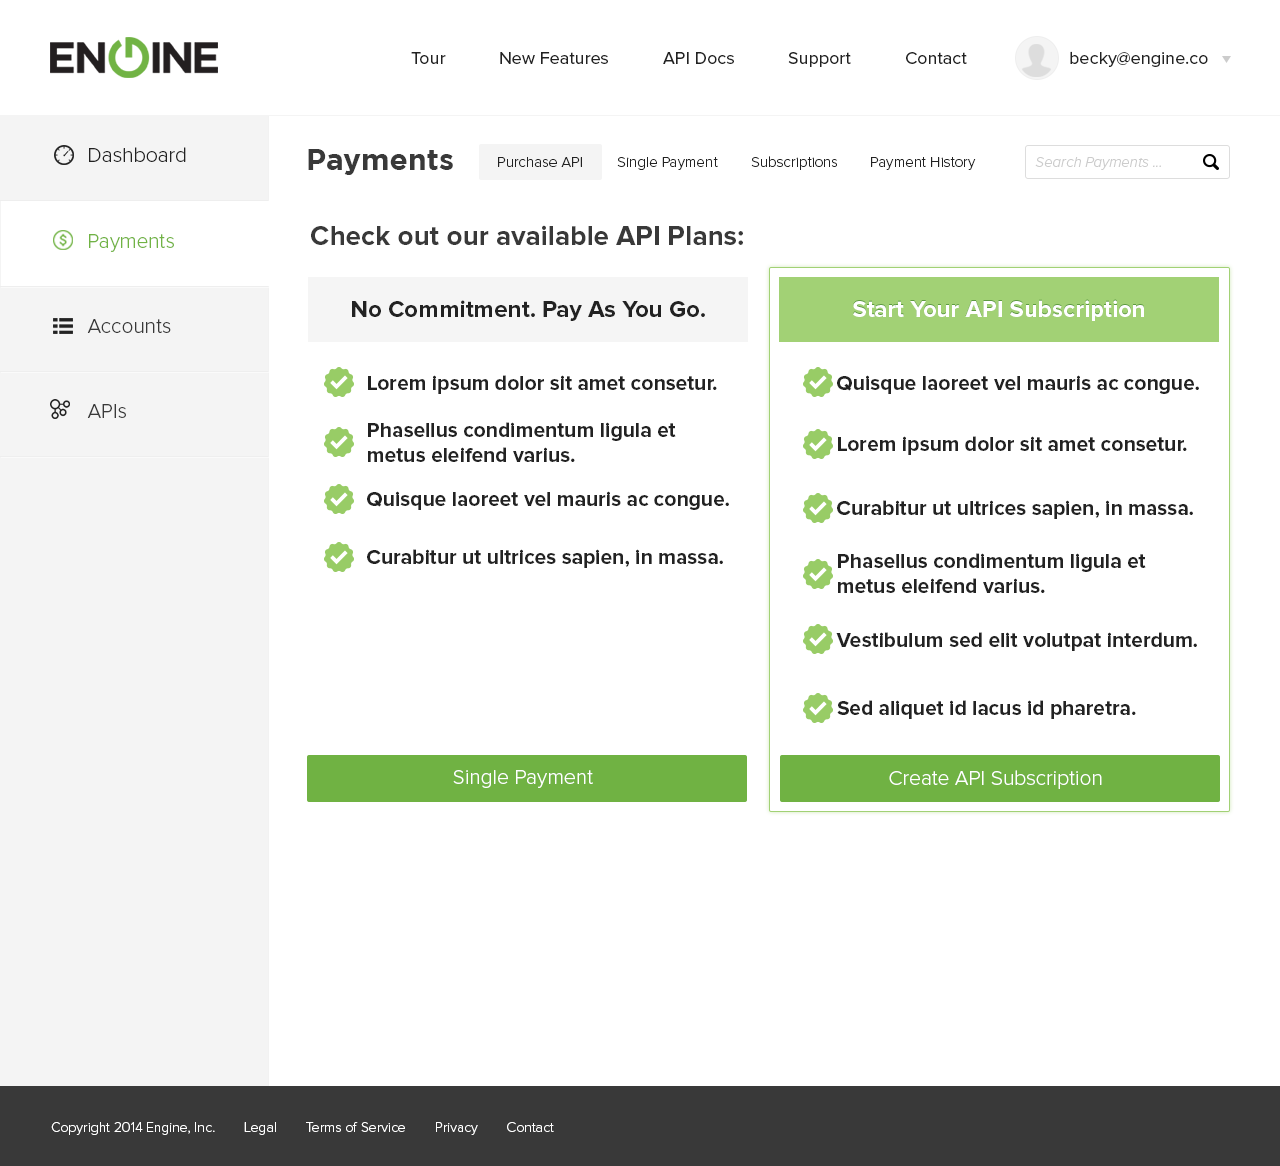 ENGINE
Tour New Features API Docs Support Contact becky@engine.co
Dashboard
Payments
Accounts
APIs
Payments Purchase API Single Payment Subscriptions Payment History Search Payments ...
Check out our available API Plans:
No Commitment. Pay As You Go.
Lorem ipsum dolor sit amet consetur.
Phasellus condimentum ligula et
metus eleifend varius.
Quisque laoreet vel mauris ac congue.
Curabitur ut ultrices sapien, in massa.
Single Payment
Start Your API Subscription
Quisque laoreet vel mauris ac congue.
Lorem ipsum dolor sit amet consetur.
Curabitur ut ultrices sapien, in massa.
Phasellus condimentum ligula et
metus eleifend varius.
Vestibulum sed elit volutpat interdum.
Sed aliquet id lacus id pharetra.
Create API Subscription
Copyright 2014 Engine, Inc. Legal Terms of Service Privacy Contact